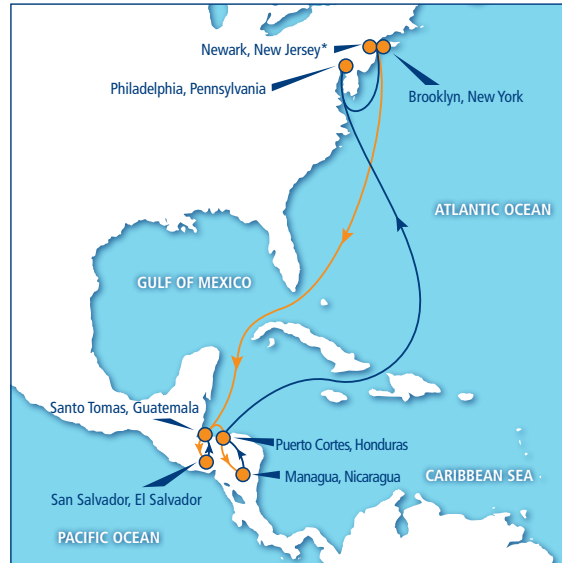 Newark, New Jersey*
Philadelphia, Pennsylvania
Brooklyn, New York
ATLANTIC OCEAN
GULF OF MEXICO
Santo Tomas, Guatemala
Puerto Cortes, Honduras
San Salvador, El Salvador
Managua, Nicaragua
CARIBBEAN SEA
PACIFIC OCEAN